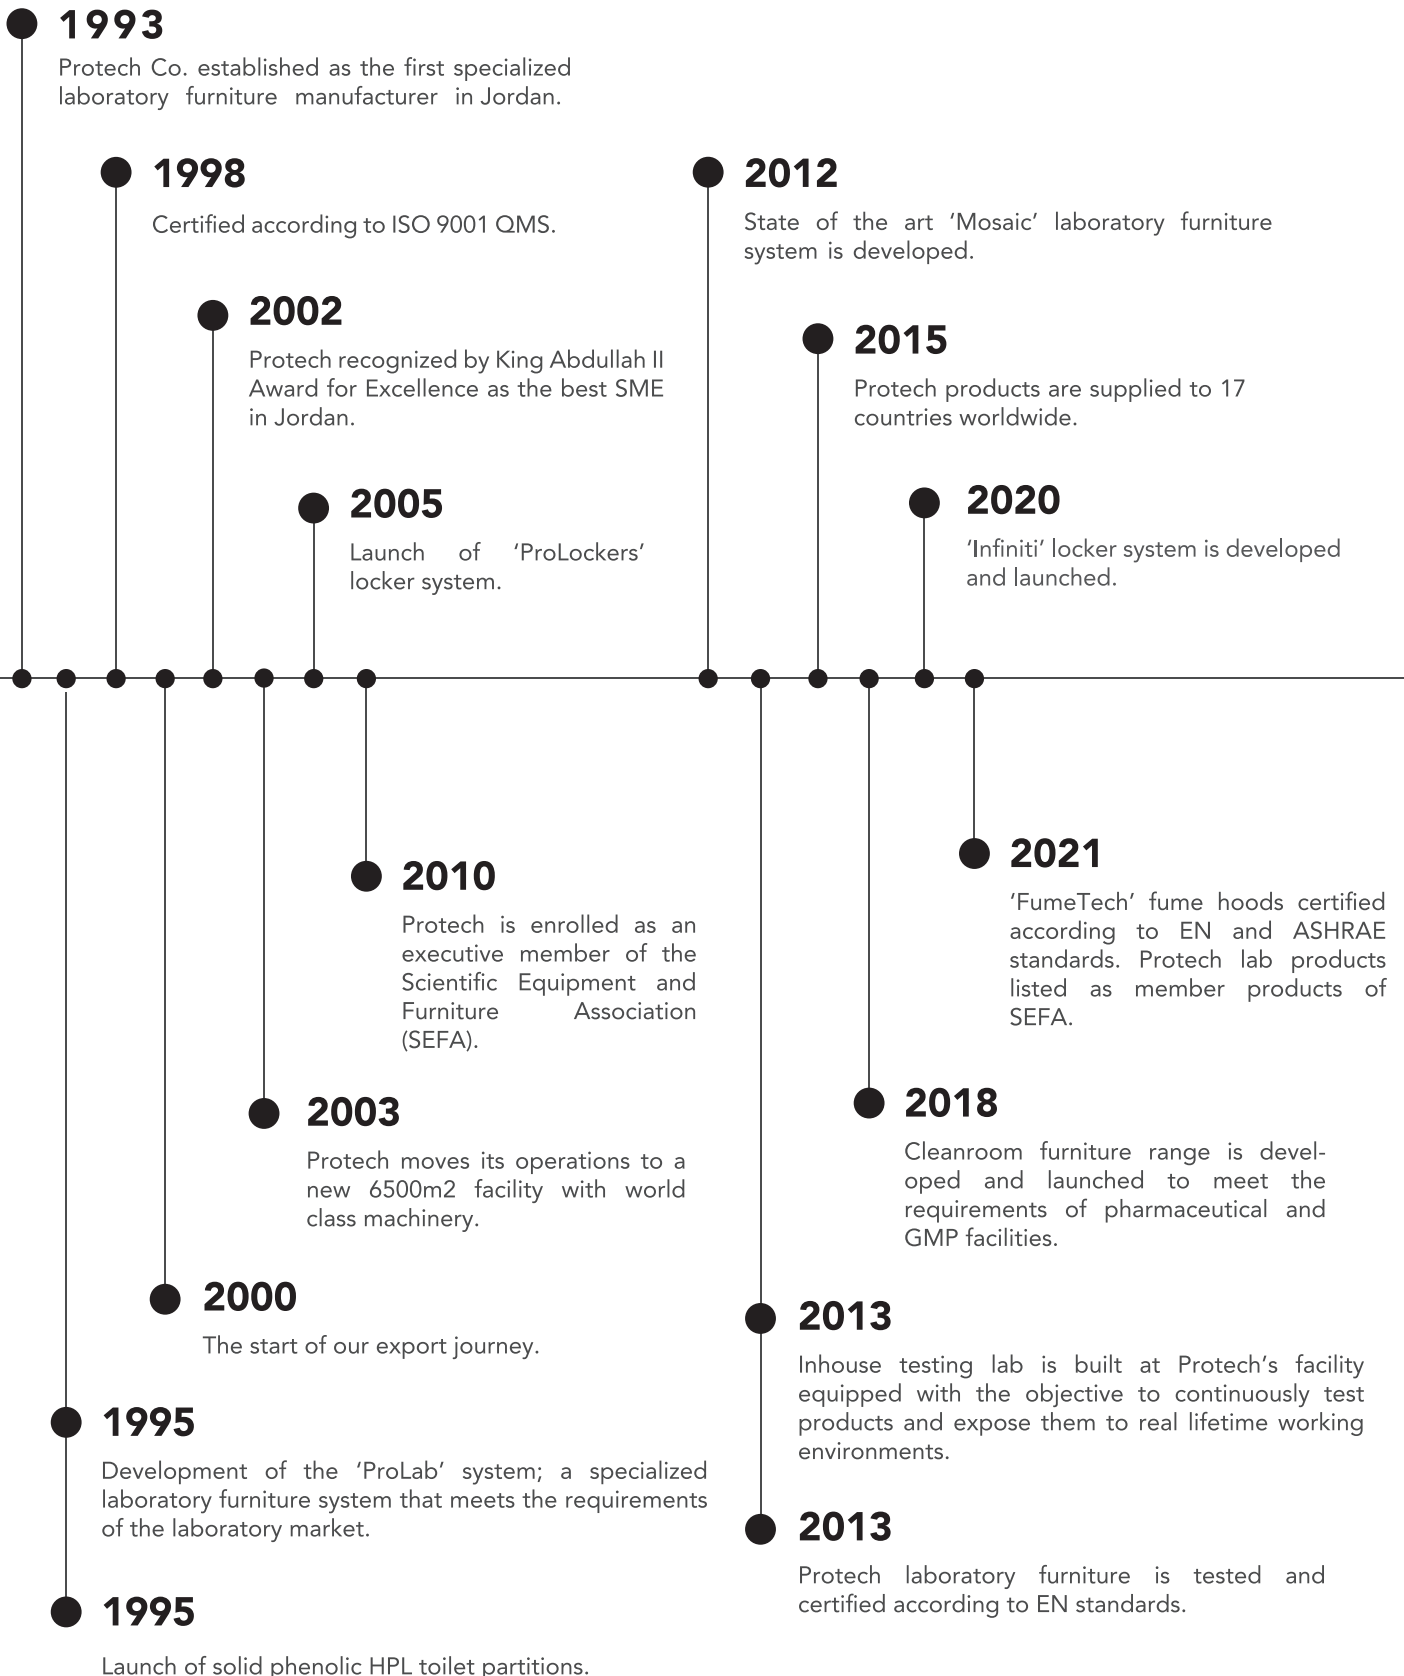 1993
Protech Co. established as the first specialized
laboratory furniture manufacturer in Jordan.
1998
Certified according to ISO 9001 QMS.
2002
Protech recognized by King Abdullah II
Award for Excellence as the best SME
in Jordan.
2005
Launch of ‘ProLockers’
locker system.
2012
State of the art ‘Mosaic’ laboratory furniture
system is developed.
2015
Protech products are supplied to 17
countries worldwide.
2020
‘Infiniti’ locker system is developed
and launched.
2010
Protech is enrolled as an
executive member of the
Scientific Equipment and
Furniture Association
(SEFA).
2003
Protech moves its operations to a
new 6500m2 facility with world
class machinery.
2000
The start of our export journey.
1995
Development of the ‘ProLab’ system; a specialized
laboratory furniture system that meets the requirements
of the laboratory market.
1995
Launch of solid phenolic HPL toilet partitions.
2021
‘FumeTech’ fume hoods certified
according to EN and ASHRAE
standards. Protech lab products
listed as member products of
SEFA.
2018
Cleanroom furniture range is devel-
oped and launched to meet the
requirements of pharmaceutical and
GMP facilities.
2013
Inhouse testing lab is built at Protech’s facility
equipped with the objective to continuously test
products and expose them to real lifetime working
environments.
2013
Protech laboratory furniture is tested and
certified according to EN standards.